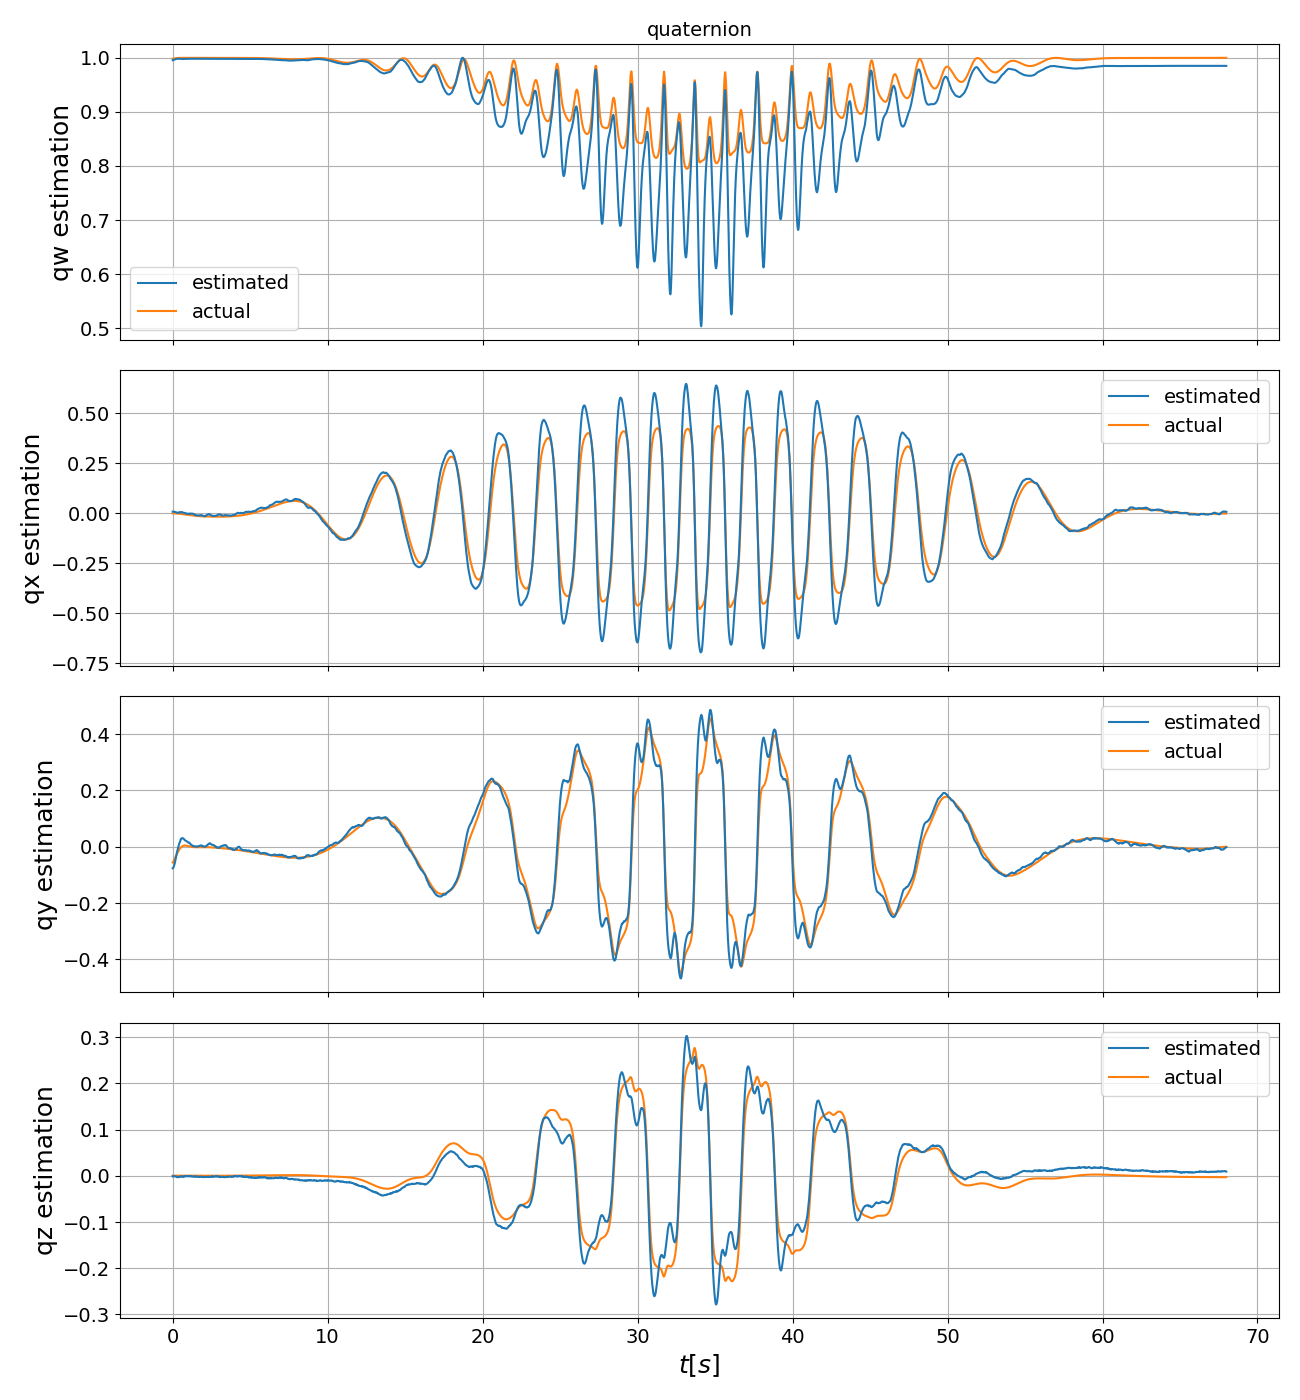 quaternion
qw estimation
1.0
0.9
0.8
0.7
0.6
0.5
estimated
actual
qx estimation
0.50
0.25
0.00
−0.25
−0.50
−0.75
estimated
actual
qy estimation
0.4
0.2
0.0
−0.2
−0.4
estimated
actual
qz estimation
0.3
0.2
0.1
0.0
−0.1
−0.2
−0.3
estimated
actual
0 10 20 30 40 50 60 70
t[s]